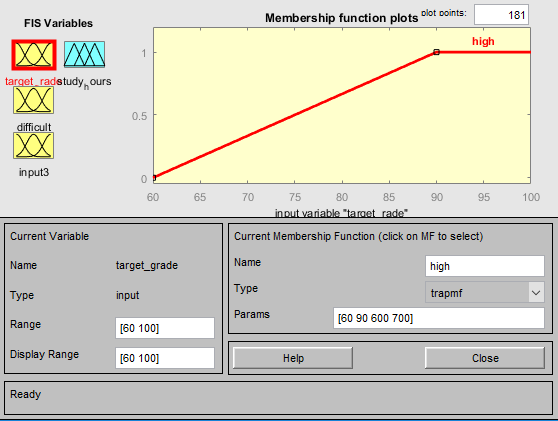 FIS Variables
Membership function plots
plot points:
181
target_rade
study_hours
difficult
input3
high
1
0.5
0
60 65 70 75 80 85 90 95 100
input variable "target_rade"
Current Variable
Name target_grade
Type input
Range [60 100]
Display Range [60 100]
Current Membership Function (click on MF to select)
Name high
Type trapmf
Params [60 90 600 700]
Help Close
Ready